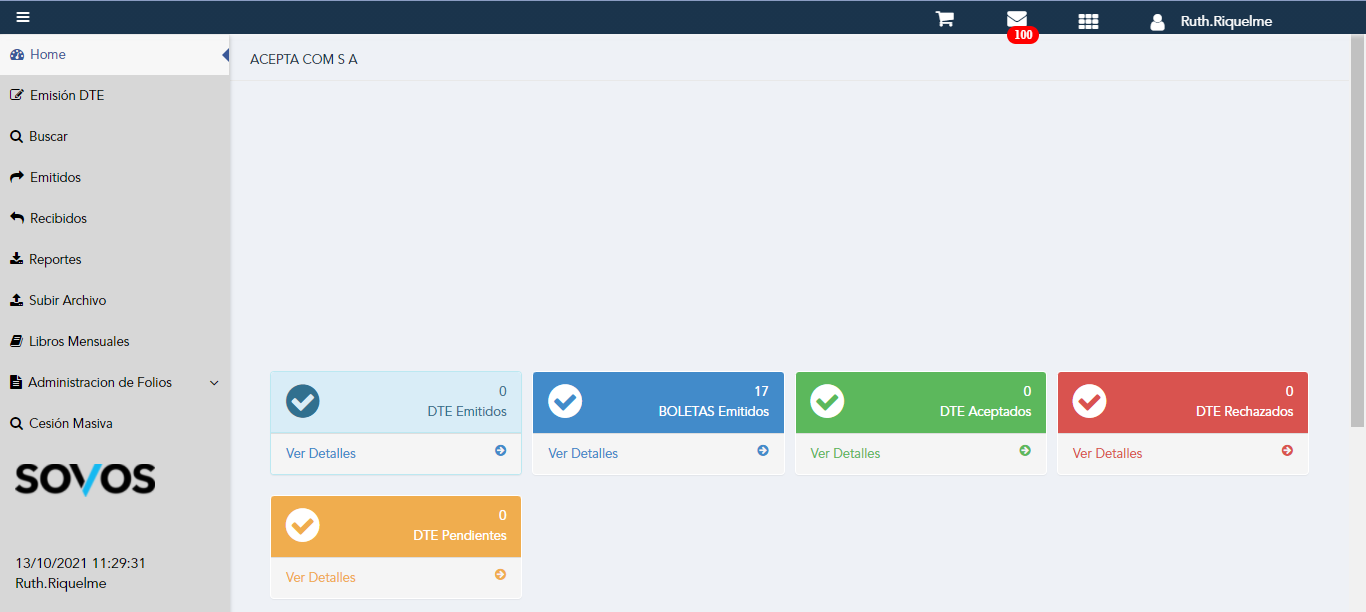 100
Ruth.Riquelme
Home
ACEPTA COM S A
Emisión DTE
Buscar
Emitidos
Recibidos
Reportes
Subir Archivo
Libros Mensuales
Administracion de Folios
Cesión Masiva
SOVOS
13/10/2021 11:29:31
Ruth.Riquelme
0
DTE Emitidos
Ver Detalles
17
BOLETAS Emitidos
Ver Detalles
0
DTE Aceptados
Ver Detalles
0
DTE Rechazados
Ver Detalles
0
DTE Pendientes
Ver Detalles